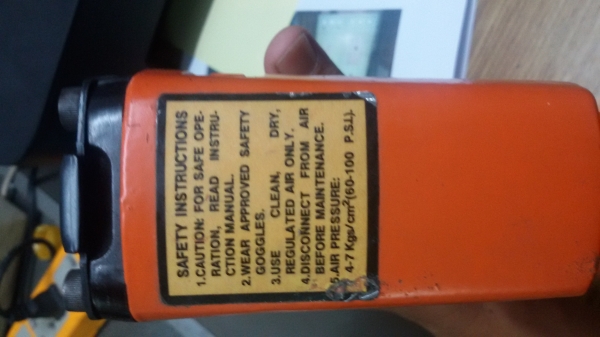 SAFETY INSTRUCTIONS
1.CAUTION: FOR SAFE OPE-
RATION, READ INSTRU-
CTION MANUAL.
2.WEAR APPROVED SAFETY
GOGGLES.
3.USE CLEAN, DRY,
REGULATED AIR ONLY.
4.DISCONNECT FROM AIR
BEFORE MAINTENANCE.
5.AIR PRESSURE:
4-7 Kgs/cm²(60-100 P.S.I.).